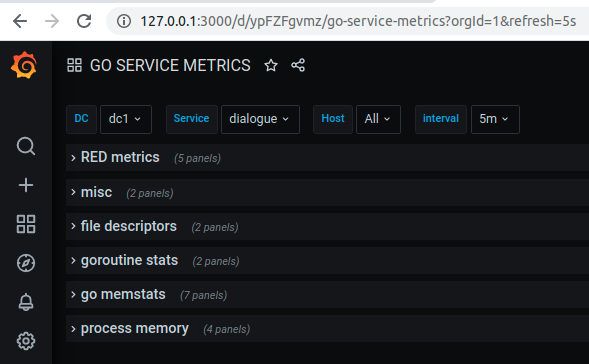 127.0.0.1:3000/d/ypFZFgvmz/go-service-metrics?orgId=1&refresh=5s
GO SERVICE METRICS
DC dc1 Service dialogue Host All interval 5m
RED metrics (5 panels)
misc (2 panels)
file descriptors (2 panels)
goroutine stats (2 panels)
go memstats (7 panels)
process memory (4 panels)